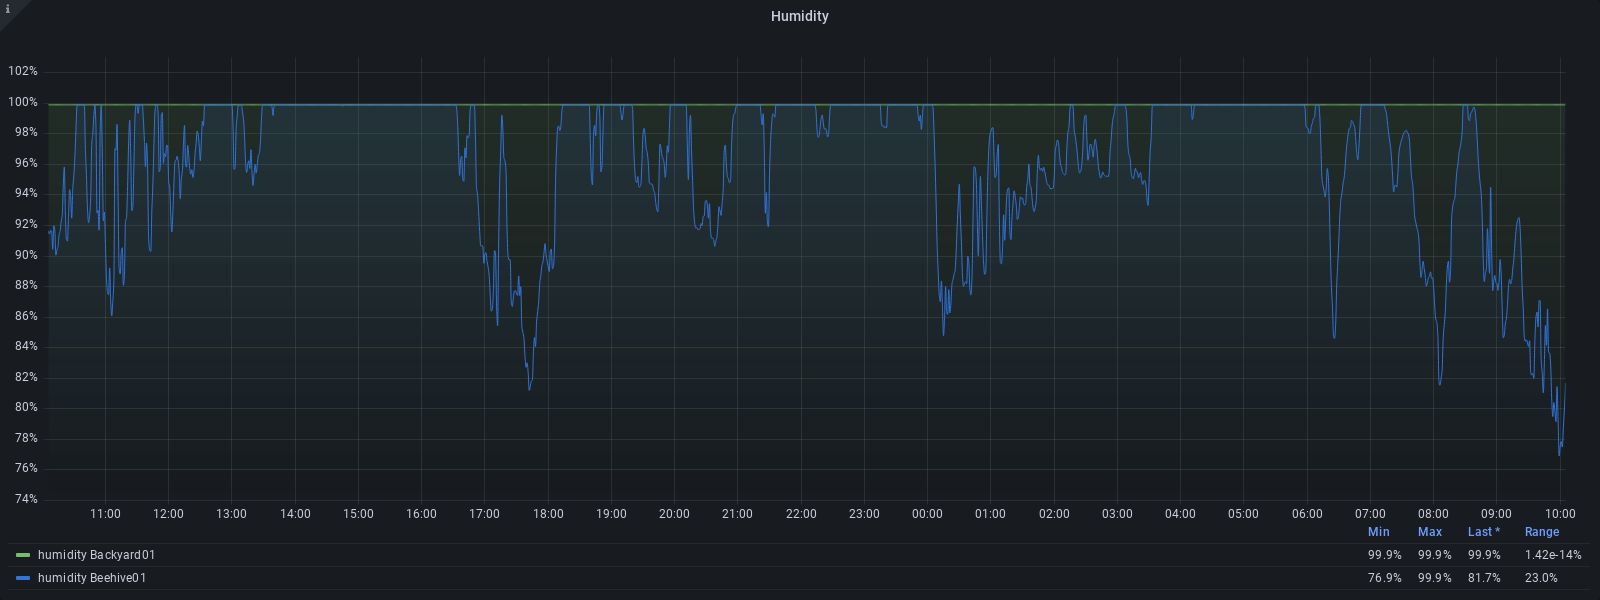 i
Humidity
102%
100%
98%
96%
94%
92%
90%
88%
86%
84%
82%
80%
78%
76%
74%
11:00 12:00 13:00 14:00 15:00 16:00 17:00 18:00 19:00 20:00 21:00 22:00 23:00 00:00 01:00 02:00 03:00 04:00 05:00 06:00 07:00 08:00 09:00 10:00
Min Max Last * Range
humidity Backyard01 99.9% 99.9% 99.9% 1.42e-14%
humidity Beehive01 76.9% 99.9% 81.7% 23.0%